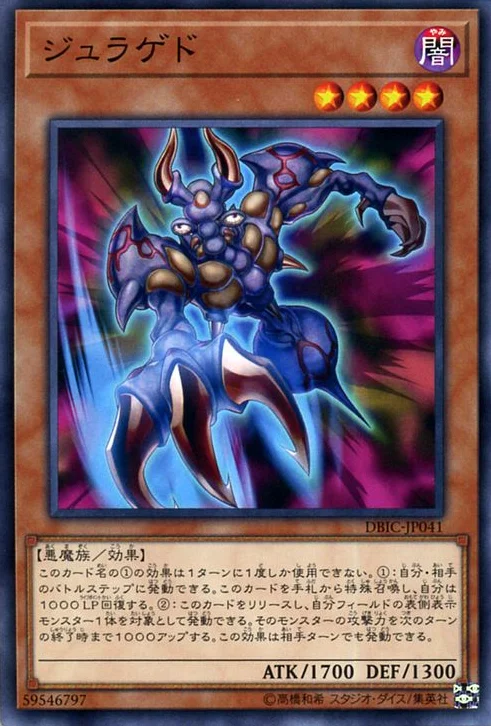 ジュラゲド
闇
DBIC-JP041
【悪魔族／効果】
このカード名の①の効果は１ターンに１度しか使用できない。①：自分・相手
のバトルステップに発動できる。このカードを手札から特殊召喚し、自分は
１０００ＬＰ回復する。②：このカードをリリースし、自分フィールドの表側表示
モンスター１体を対象として発動できる。そのモンスターの攻撃力を次のターン
の終了時まで１０００アップする。この効果は相手ターンでも発動できる。
ATK/1700 DEF/1300
59546797
©高橋和希 スタジオ・ダイス/集英社